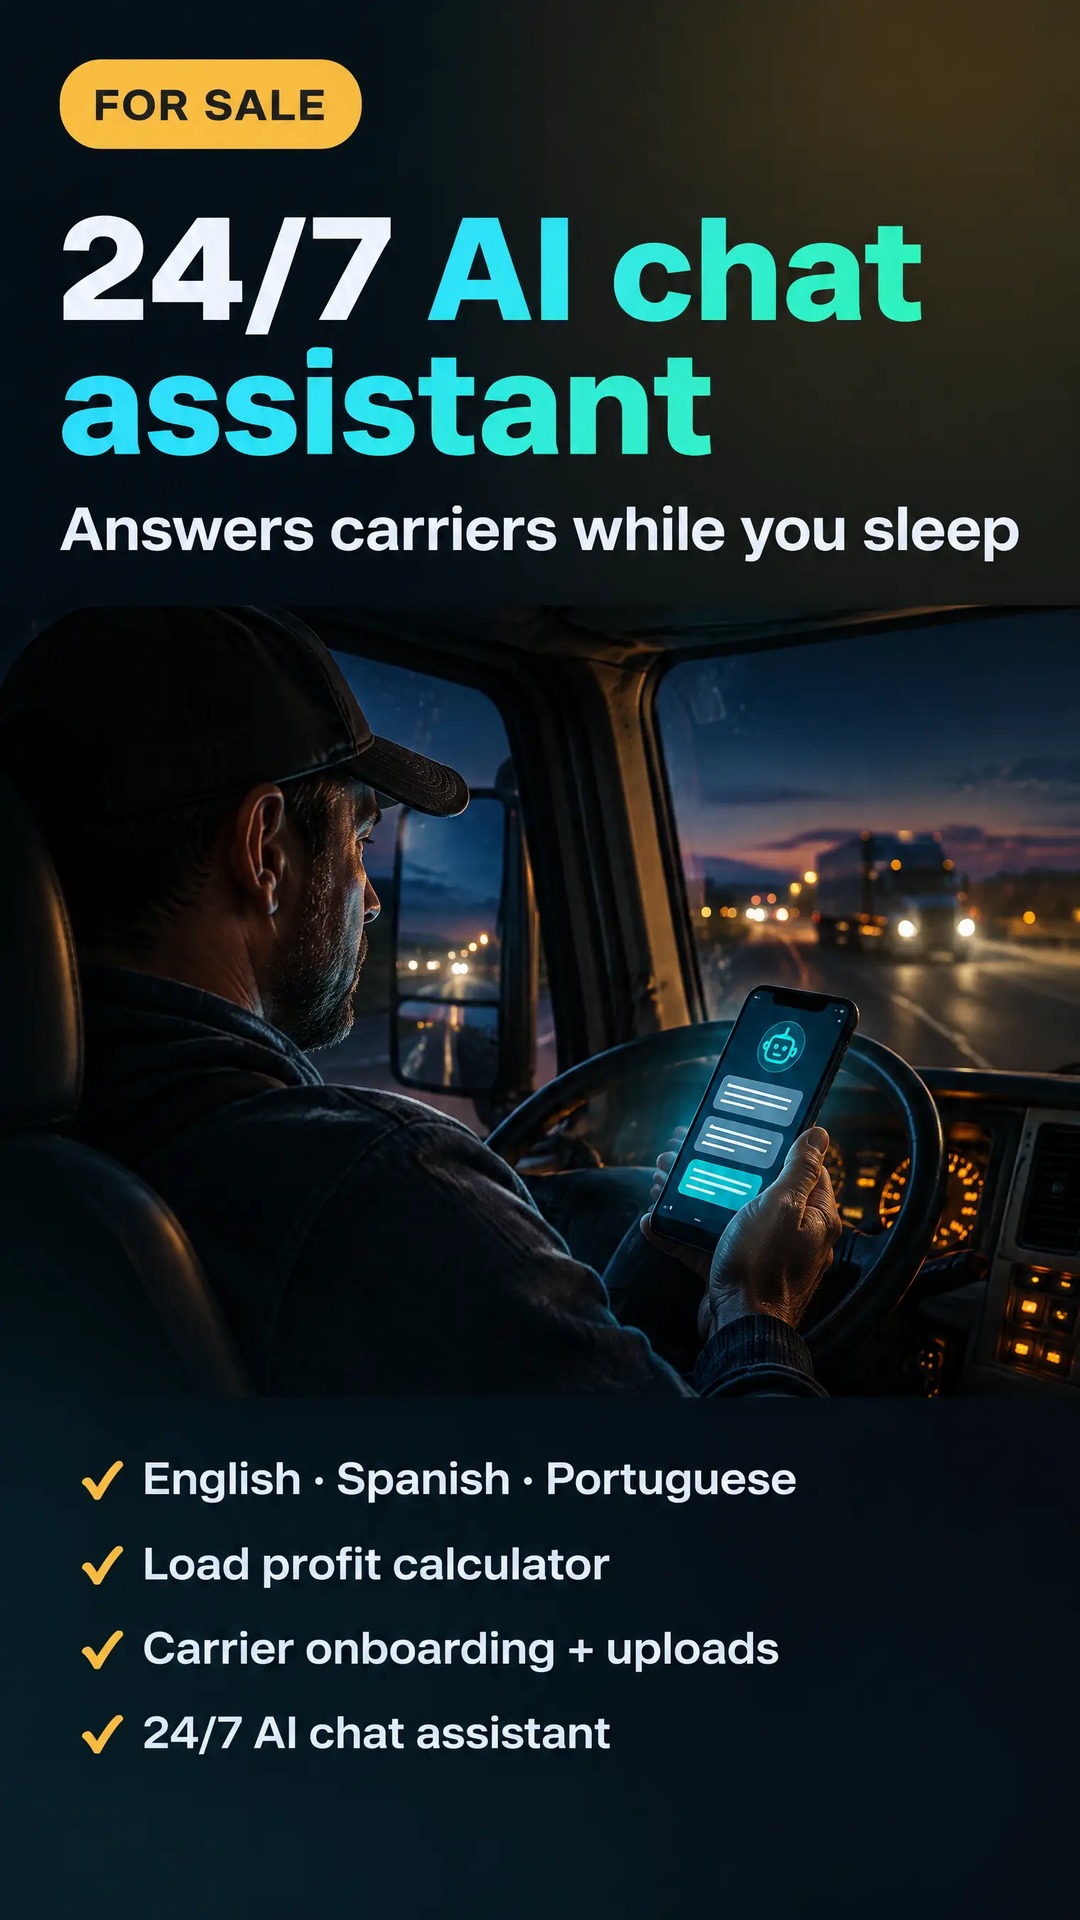 FOR SALE
24/7 AI chat
assistant
Answers carriers while you sleep
English · Spanish · Portuguese
Load profit calculator
Carrier onboarding + uploads
24/7 AI chat assistant